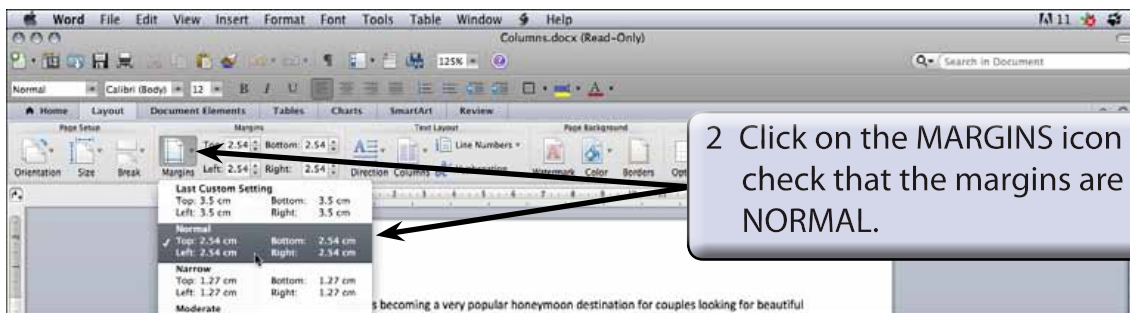 Word File Edit View Insert Format Font Tools Table Window Help 11
Columns.docx (Read-Only)
125% Search in Document
Normal Calibri (Body) 12 B I U A
Home Layout Document Elements Tables Charts SmartArt Review
Page Setup Margins Text Layout Page Background
Top: 2.54 Bottom: 2.54 Line Numbers
Orientation Size Break Margins Left: 2.54 Right: 2.54 Direction Columns Watermark Color Borders
Last Custom Setting
Top: 3.5 cm Bottom: 3.5 cm
Left: 3.5 cm Right: 3.5 cm
Normal
✓ Top: 2.54 cm Bottom: 2.54 cm
Left: 2.54 cm Right: 2.54 cm
Narrow
Top: 1.27 cm Bottom: 1.27 cm
Left: 1.27 cm Right: 1.27 cm
Moderate
s becoming a very popular honeymoon destination for couples looking for beautiful
2 Click on the MARGINS icon
check that the margins are
NORMAL.